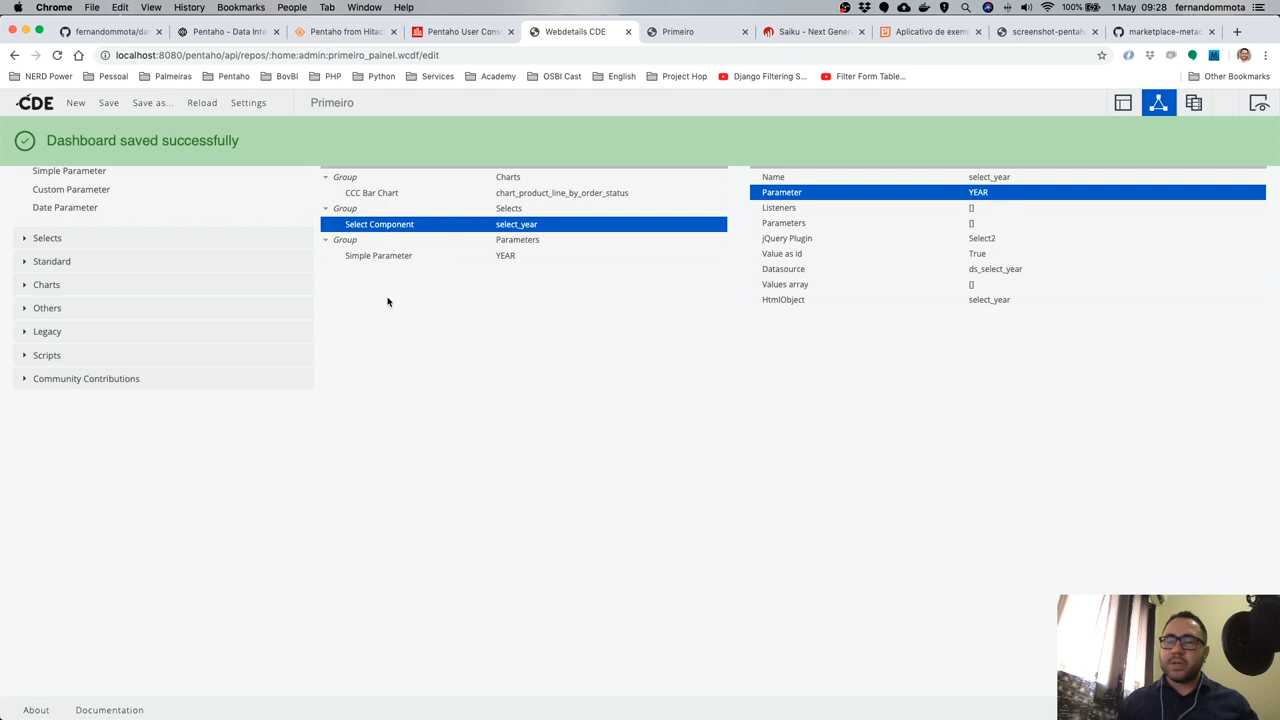 Chrome File Edit View History Bookmarks People Tab Window Help 100% 1 May 09:28 fernandommota
fernandommota/da Pentaho - Data Inte Pentaho from Hitac Pentaho User Cons Webdetails CDE Primeiro Saiku - Next Gener Aplicativo de exemp screenshot-pentah marketplace-metad
localhost:8080/pentaho/api/repos/:home:admin:primeiro_painel.wcdf/edit
NERD Power Pessoal Palmeiras Pentaho BovBI PHP Python Services Academy OSBI Cast English Project Hop Django Filtering S... Filter Form Table... Other Bookmarks
CDE New Save Save as... Reload Settings Primeiro
Dashboard saved successfully
Simple Parameter
Custom Parameter
Date Parameter
Selects
Standard
Charts
Others
Legacy
Scripts
Community Contributions
Group Charts
CCC Bar Chart chart_product_line_by_order_status
Group Selects
Select Component select_year
Group Parameters
Simple Parameter YEAR
Name select_year
Parameter YEAR
Listeners []
Parameters []
jQuery Plugin Select2
Value as id True
Datasource ds_select_year
Values array []
HtmlObject select_year
About Documentation